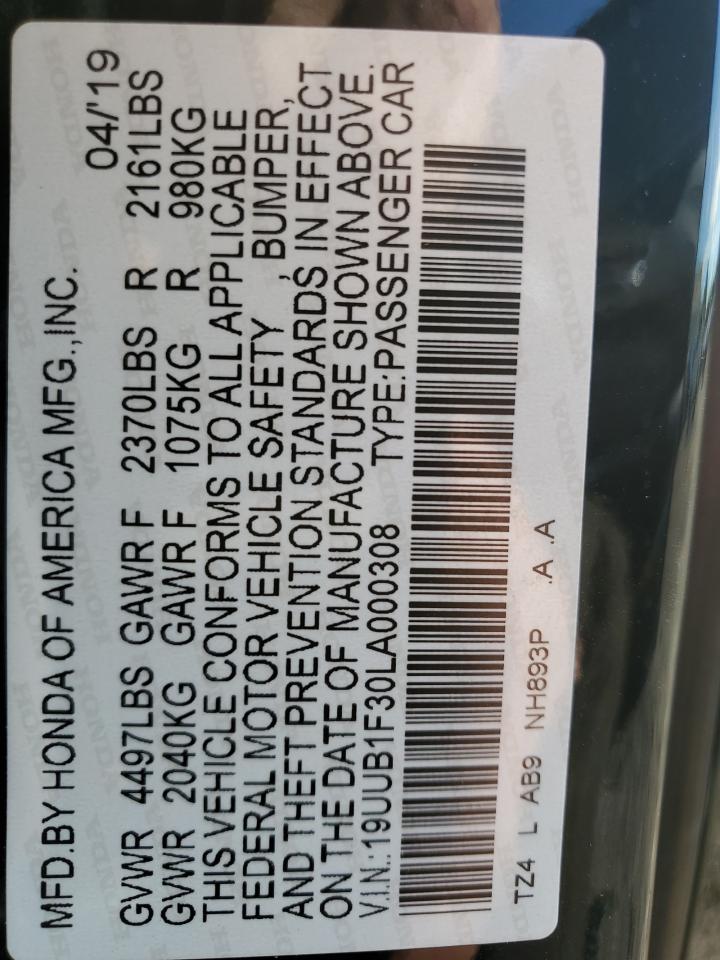 MFD.BY HONDA OF AMERICA MFG.,INC. 04/'19
GVWR 4497LBS GAWR F 2370LBS R 2161LBS
GVWR 2040KG GAWR F 1075KG R 980KG
THIS VEHICLE CONFORMS TO ALL APPLICABLE
FEDERAL MOTOR VEHICLE SAFETY, BUMPER,
AND THEFT PREVENTION STANDARDS IN EFFECT
ON THE DATE OF MANUFACTURE SHOWN ABOVE.
V.I.N.:19UUB1F30LA000308 TYPE:PASSENGER CAR
TZ4 L AB9 NH893P .A .A